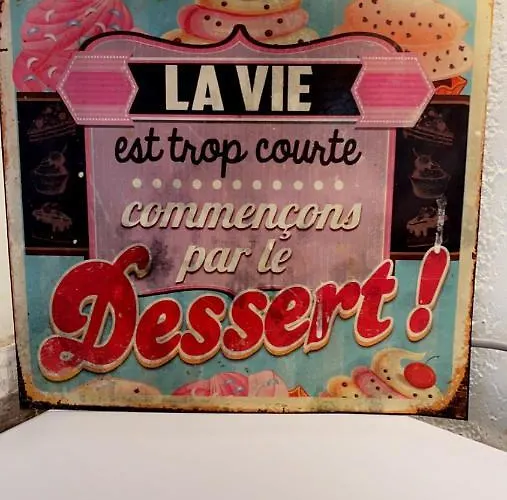 LA VIE
est trop courte
commençons
par le
Dessert!